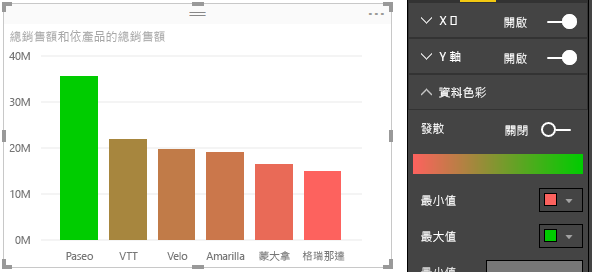 總銷售額和依產品的總銷售額
40M
30M
20M
10M
0M
Paseo
VTT
Velo
Amarilla
蒙大拿
格瑞那達
X
開啟
Y 軸
開啟
資料色彩
發散
關閉
最小值
最大值
最小值